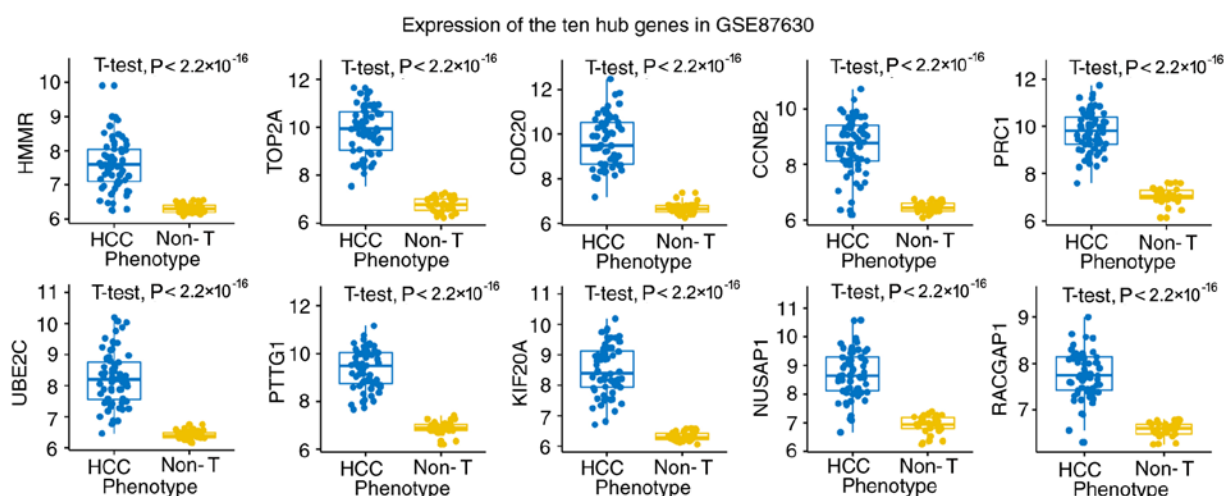 Expression of the ten hub genes in GSE87630
T-test, P < 2.2×10-16
HMMR
10
9
8
7
6
HCC Non- T
Phenotype
T-test, P < 2.2×10-16
TOP2A
12
10
8
6
HCC Non- T
Phenotype
T-test, P < 2.2×10-16
CDC20
12
10
8
6
HCC Non- T
Phenotype
T-test, P < 2.2×10-16
CCNB2
10
8
6
HCC Non- T
Phenotype
T-test, P < 2.2×10-16
PRC1
12
10
8
6
HCC Non- T
Phenotype
T-test, P < 2.2×10-16
UBE2C
11
10
9
8
7
6
HCC Non- T
Phenotype
T-test, P < 2.2×10-16
PTTG1
12
10
8
6
HCC Non- T
Phenotype
T-test, P < 2.2×10-16
KIF20A
11
10
9
8
7
6
HCC Non- T
Phenotype
T-test, P < 2.2×10-16
NUSAP1
11
10
9
8
7
6
HCC Non- T
Phenotype
T-test, P < 2.2×10-16
RACGAP1
9
8
7
HCC Non- T
Phenotype